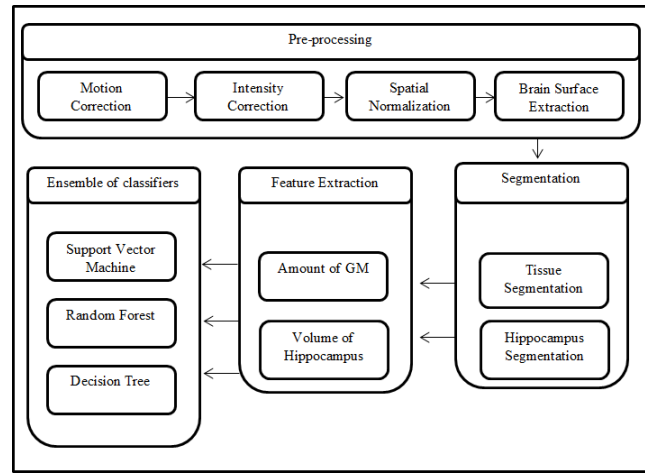 Pre-processing
Motion
Correction
Intensity
Correction
Spatial
Normalization
Brain Surface
Extraction
Ensemble of classifiers
Support Vector
Machine
Random Forest
Decision Tree
Feature Extraction
Amount of GM
Volume of
Hippocampus
Segmentation
Tissue
Segmentation
Hippocampus
Segmentation